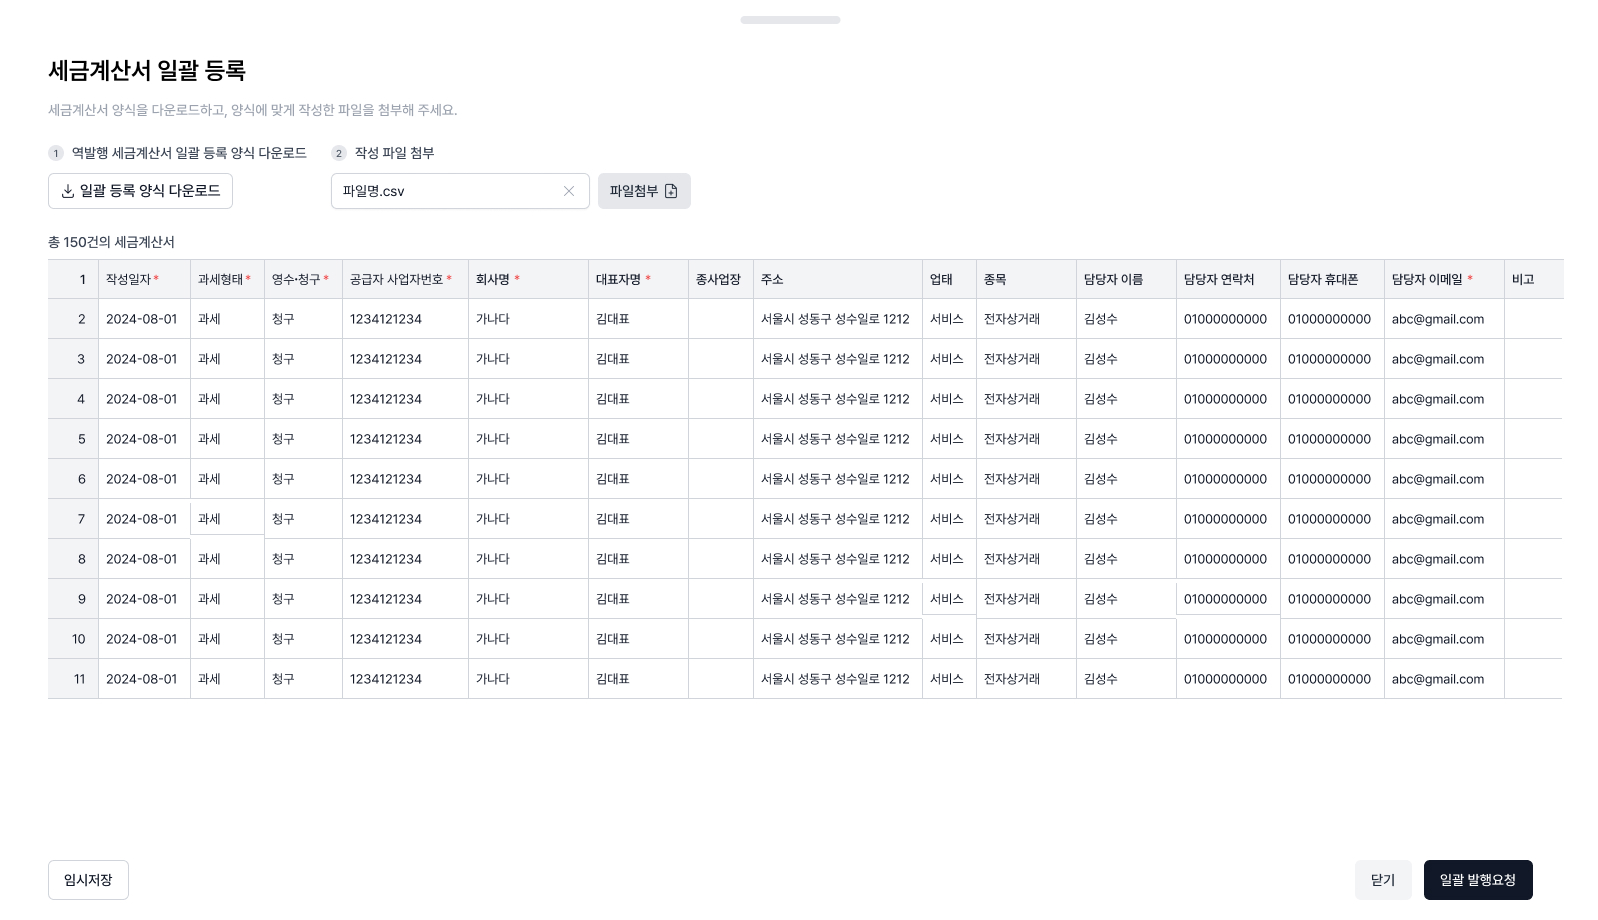 세금계산서 일괄 등록
세금계산서 양식을 다운로드하고, 양식에 맞게 작성한 파일을 첨부해 주세요.
1 역발행 세금계산서 일괄 등록 양식 다운로드 2 작성 파일 첨부
일괄 등록 양식 다운로드 파일명.csv 파일첨부
총 150건의 세금계산서
1 작성일자 * 과세형태 * 영수·청구 * 공급자 사업자번호 * 회사명 * 대표자명 * 종사업장 주소 업태 종목 담당자 이름 담당자 연락처 담당자 휴대폰 담당자 이메일 * 비고
2 2024-08-01 과세 청구 1234121234 가나다 김대표 서울시 성동구 성수일로 1212 서비스 전자상거래 김성수 01000000000 01000000000 abc@gmail.com
3 2024-08-01 과세 청구 1234121234 가나다 김대표 서울시 성동구 성수일로 1212 서비스 전자상거래 김성수 01000000000 01000000000 abc@gmail.com
4 2024-08-01 과세 청구 1234121234 가나다 김대표 서울시 성동구 성수일로 1212 서비스 전자상거래 김성수 01000000000 01000000000 abc@gmail.com
5 2024-08-01 과세 청구 1234121234 가나다 김대표 서울시 성동구 성수일로 1212 서비스 전자상거래 김성수 01000000000 01000000000 abc@gmail.com
6 2024-08-01 과세 청구 1234121234 가나다 김대표 서울시 성동구 성수일로 1212 서비스 전자상거래 김성수 01000000000 01000000000 abc@gmail.com
7 2024-08-01 과세 청구 1234121234 가나다 김대표 서울시 성동구 성수일로 1212 서비스 전자상거래 김성수 01000000000 01000000000 abc@gmail.com
8 2024-08-01 과세 청구 1234121234 가나다 김대표 서울시 성동구 성수일로 1212 서비스 전자상거래 김성수 01000000000 01000000000 abc@gmail.com
9 2024-08-01 과세 청구 1234121234 가나다 김대표 서울시 성동구 성수일로 1212 서비스 전자상거래 김성수 01000000000 01000000000 abc@gmail.com
10 2024-08-01 과세 청구 1234121234 가나다 김대표 서울시 성동구 성수일로 1212 서비스 전자상거래 김성수 01000000000 01000000000 abc@gmail.com
11 2024-08-01 과세 청구 1234121234 가나다 김대표 서울시 성동구 성수일로 1212 서비스 전자상거래 김성수 01000000000 01000000000 abc@gmail.com
임시저장 닫기 일괄 발행요청